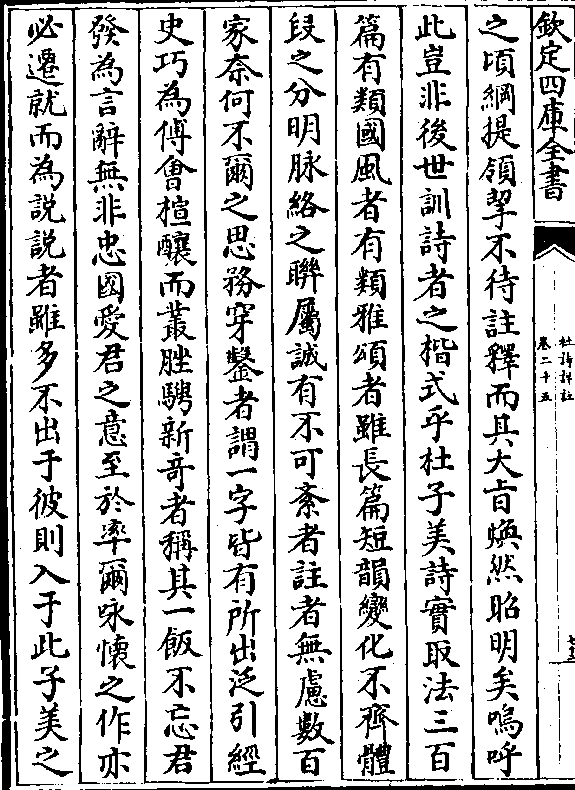 欽定四庫全書
杜詩詳註
卷二十五
之頃綱提領挈不待註釋而其大㫖煥然昭明矣嗚呼
此豈非後世訓詩者之楷式乎杜子美詩實取法三百
篇有類國風者有類雅頌者雖長篇短韻變化不齊體
段之分明脉絡之聯屬誠有不可紊者註者無慮數百
家奈何不爾之思務穿鑿者謂一字皆有所出泛引經
史巧為傅會楦釀而叢脞騁新竒者稱其一飯不忘君
發為言辭無非忠國愛君之意至於率爾咏懷之作亦
必遷就而為説説者雖多不出于彼則入于此子美之